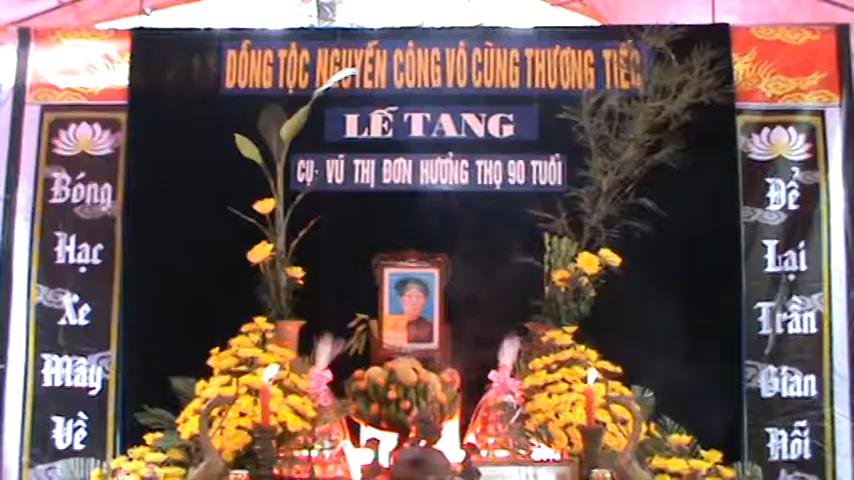 DÒNG TỘC NGUYỄN CÔNG VÔ CÙNG THƯƠNG TIẾC
LỄ TANG
CỤ: VŨ THỊ ĐƠN HƯỞNG THỌ 90 TUỔI
Bóng
Hạc
Xe
Mây
Về
Để
Lại
Trần
Gian
Nỗi